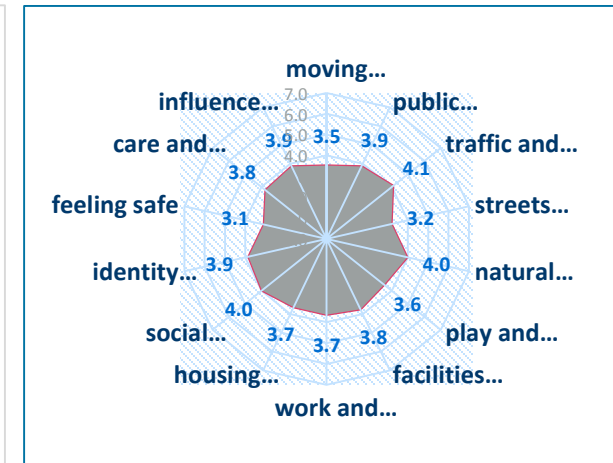 moving...
7.0
influence...
public...
6.0
5.0
3.9
3.5
3.9
care and...
traffic and...
4.0
3.8
4.1
feeling safe
streets...
3.1
3.2
identity...
3.9
4.0
natural...
4.0
3.6
social...
play and...
3.7
3.7
3.8
housing...
facilities...
work and...